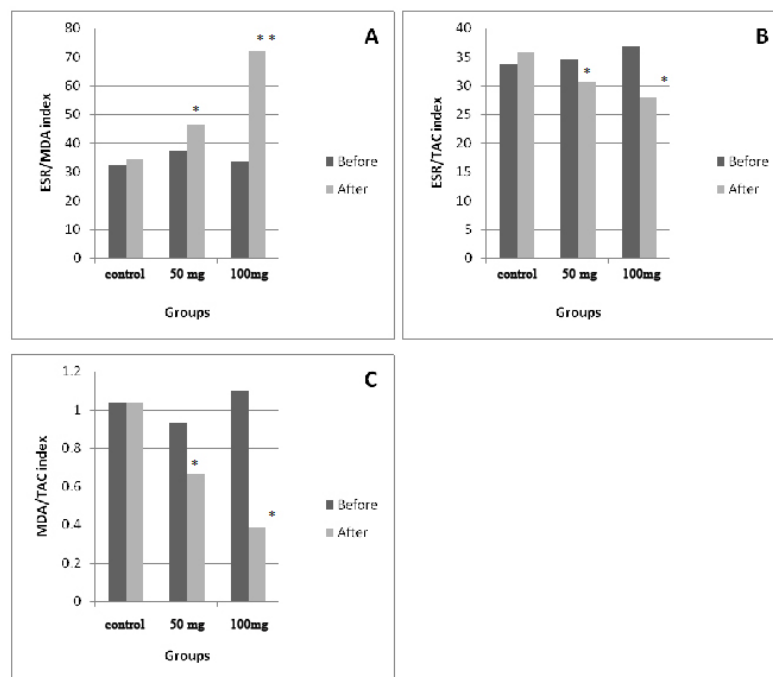 A
80
70
60
50
40
30
20
10
0
ESR/MDA index
* *
*
Before
After
control 50 mg 100mg
Groups
B
40
35
30
25
20
15
10
5
0
ESR/TAC index
*
*
Before
After
control 50 mg 100mg
Groups
C
1.2
1
0.8
0.6
0.4
0.2
0
MDA/TAC index
*
*
Before
After
control 50 mg 100mg
Groups